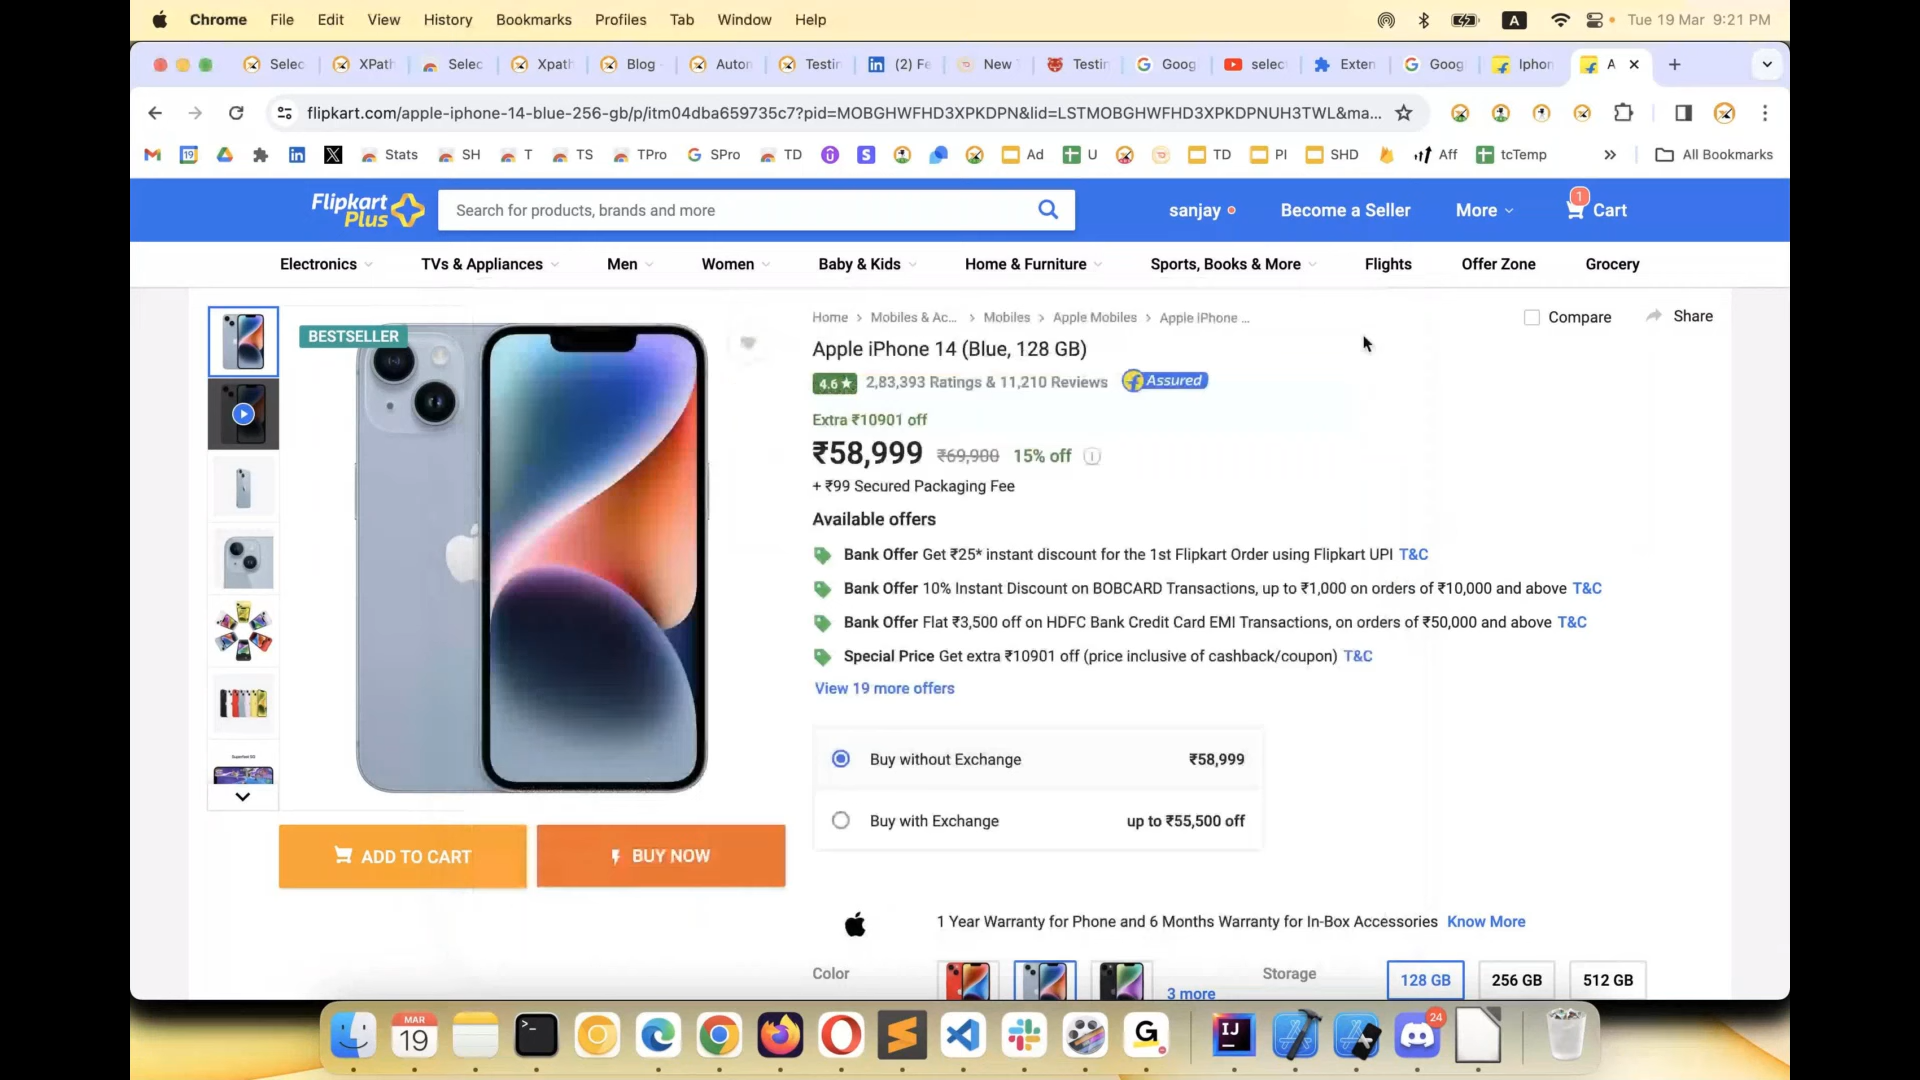 Chrome File Edit View History Bookmarks Profiles Tab Window Help A Tue 19 Mar 9:21 PM
Selec XPath Selec Xpath Blog - Autom Testin (2) Fe New Testin Goog selec Exten Goog Iphon A
flipkart.com/apple-iphone-14-blue-256-gb/p/itm04dba659735c7?pid=MOBGHWFHD3XPKDPN&lid=LSTMOBGHWFHD3XPKDPNUH3TWL&ma...
19 Stats SH T TS TPro SPro TD S Ad U TD PI SHD Aff tcTemp » All Bookmarks
Flipkart
Plus
Search for products, brands and more
sanjay Become a Seller More 1 Cart
Electronics TVs & Appliances Men Women Baby & Kids Home & Furniture Sports, Books & More Flights Offer Zone Grocery
BESTSELLER
Home > Mobiles & Ac... > Mobiles > Apple Mobiles > Apple iPhone ...
Compare Share
Apple iPhone 14 (Blue, 128 GB)
4.6 ★ 2,83,393 Ratings & 11,210 Reviews Assured
Extra ₹10901 off
₹58,999 ₹69,900 15% off
+ ₹99 Secured Packaging Fee
Available offers
Bank Offer Get ₹25* instant discount for the 1st Flipkart Order using Flipkart UPI T&C
Bank Offer 10% Instant Discount on BOBCARD Transactions, up to ₹1,000 on orders of ₹10,000 and above T&C
Bank Offer Flat ₹3,500 off on HDFC Bank Credit Card EMI Transactions, on orders of ₹50,000 and above T&C
Special Price Get extra ₹10901 off (price inclusive of cashback/coupon) T&C
View 19 more offers
Buy without Exchange ₹58,999
Buy with Exchange up to ₹55,500 off
ADD TO CART BUY NOW
1 Year Warranty for Phone and 6 Months Warranty for In-Box Accessories Know More
Color 3 more Storage 128 GB 256 GB 512 GB
MAR
19
IJ
24